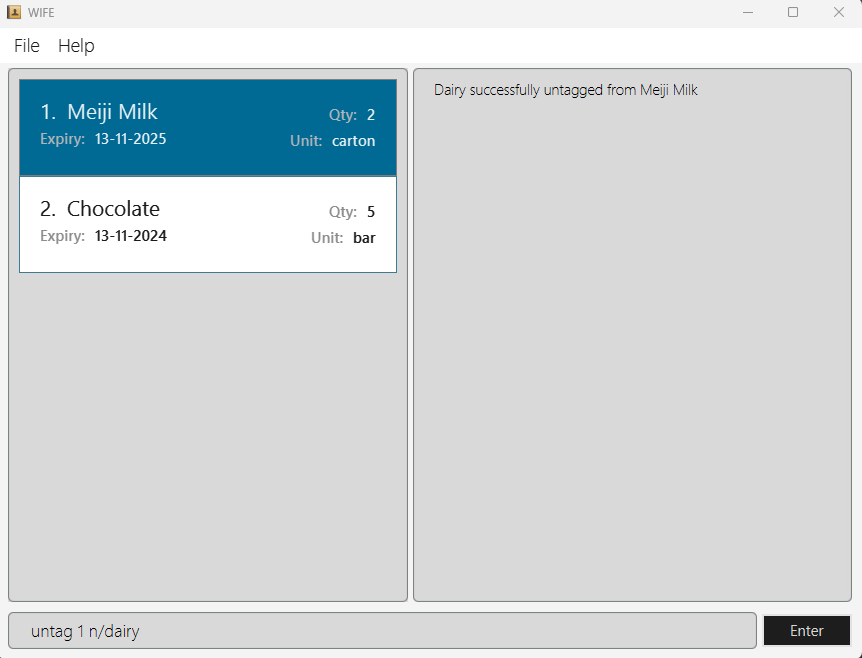 WIFE
File Help
1. Meiji Milk
Qty: 2
Expiry: 13-11-2025
Unit: carton
2. Chocolate
Qty: 5
Expiry: 13-11-2024
Unit: bar
Dairy successfully untagged from Meiji Milk
untag 1 n/dairy
Enter